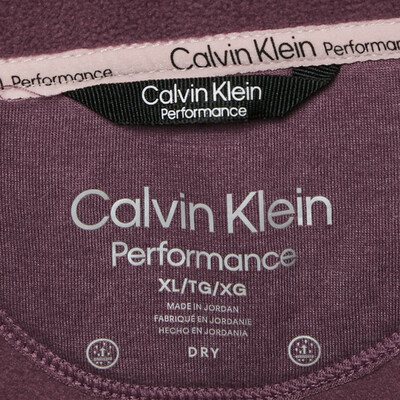 Calvin Klein Performance
Performance
Calvin Klein
Performance
Calvin Klein
Performance
XL/TG/XG
MADE IN JORDAN
FABRIQUÉ EN JORDANIE
HECHO EN JORDANIA
DRY